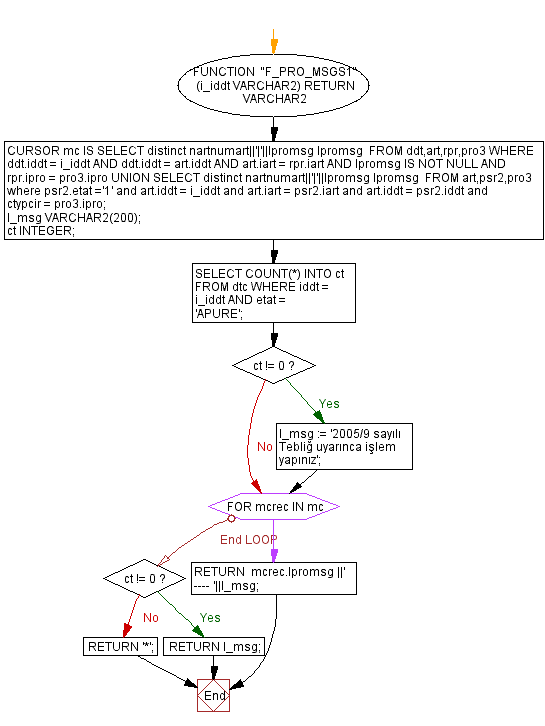 FUNCTION "F_PRO_MSGS1"
(i_iddt VARCHAR2) RETURN
VARCHAR2
CURSOR mc IS SELECT distinct nartnumart||'|'||lpromsg lpromsg FROM ddt,art,rpr,pro3 WHERE
ddt.iddt = i_iddt AND ddt.iddt = art.iddt AND art.iart = rpr.iart AND lpromsg IS NOT NULL AND
rpr.ipro = pro3.ipro UNION SELECT distinct nartnumart||'|'||lpromsg lpromsg FROM art,psr2,pro3
where psr2.etat ='1' and art.iddt = i_iddt and art.iart = psr2.iart and art.iddt = psr2.iddt and
ctypcir = pro3.ipro;
l_msg VARCHAR2(200);
ct INTEGER;
SELECT COUNT(*) INTO ct
FROM dtc WHERE iddt =
i_iddt AND etat =
'APURE';
ct != 0 ?
Yes
No
l_msg := '2005/9 sayılı
Tebliğ uyarınca işlem
yapınız';
FOR mcrec IN mc
End LOOP
RETURN mcrec.lpromsg ||'
---- '||l_msg;
ct != 0 ?
No
Yes
RETURN '*';
RETURN l_msg;
End